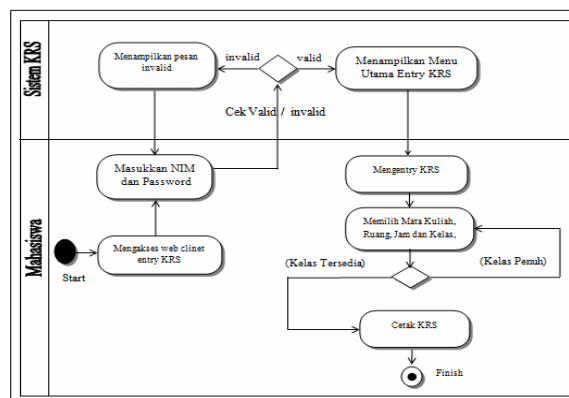 Sistem KRS
Menampilkan pesan
invalid
invalid
valid
Menampilkan Menu
Utama Entry KRS
Cek Valid / invalid
Mahasiswa
Masukkan NIM
dan Password
Mengentry KRS
Memilih Mata Kuliah,
Ruang, Jam dan Kelas,
Mengakses web clinet
entry KRS
Start
(Kelas Tersedia)
(Kelas Penuh)
Cetak KRS
Finish